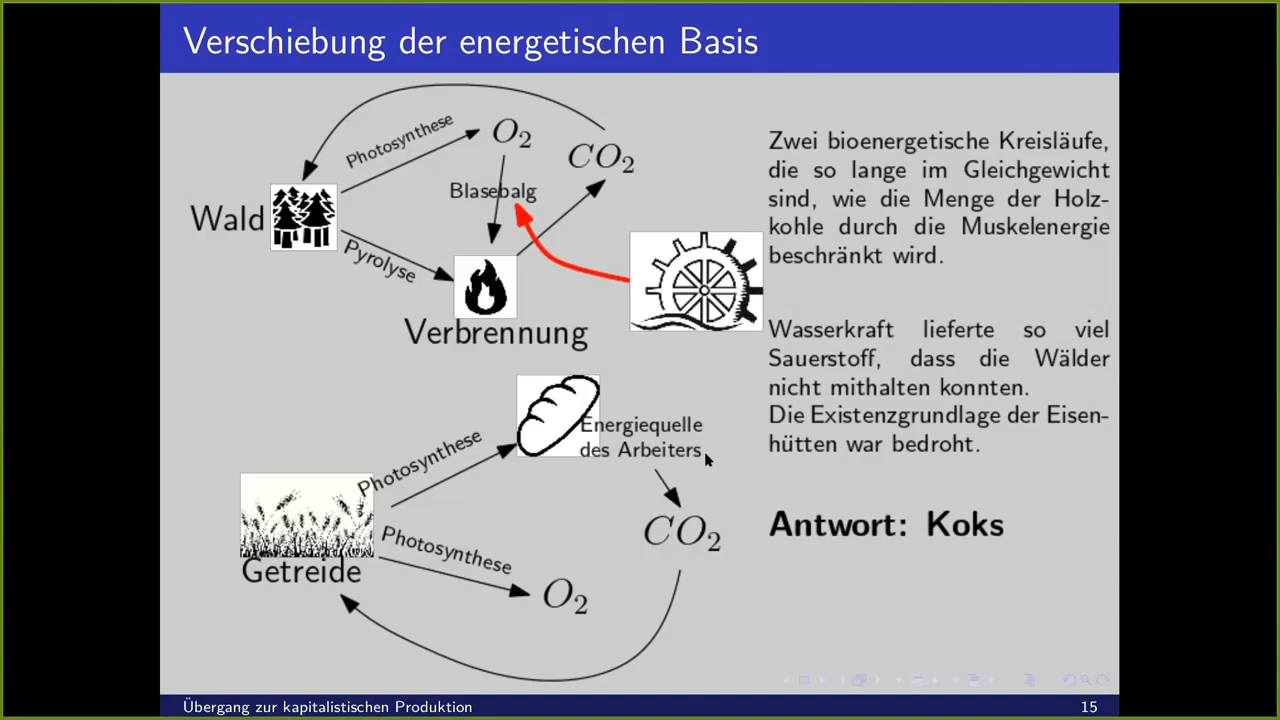 Verschiebung der energetischen Basis
Photosynthese
O₂
CO₂
Blasebalg
Wald
Pyrolyse
Verbrennung
Zwei bioenergetische Kreisläufe,
die so lange im Gleichgewicht
sind, wie die Menge der Holz-
kohle durch die Muskelenergie
beschränkt wird.
Wasserkraft lieferte so viel
Sauerstoff, dass die Wälder
nicht mithalten konnten.
Die Existenzgrundlage der Eisen-
hütten war bedroht.
Antwort: Koks
Energiequelle
des Arbeiters
Photosynthese
CO₂
Photosynthese
Getreide
O₂
Übergang zur kapitalistischen Produktion
15